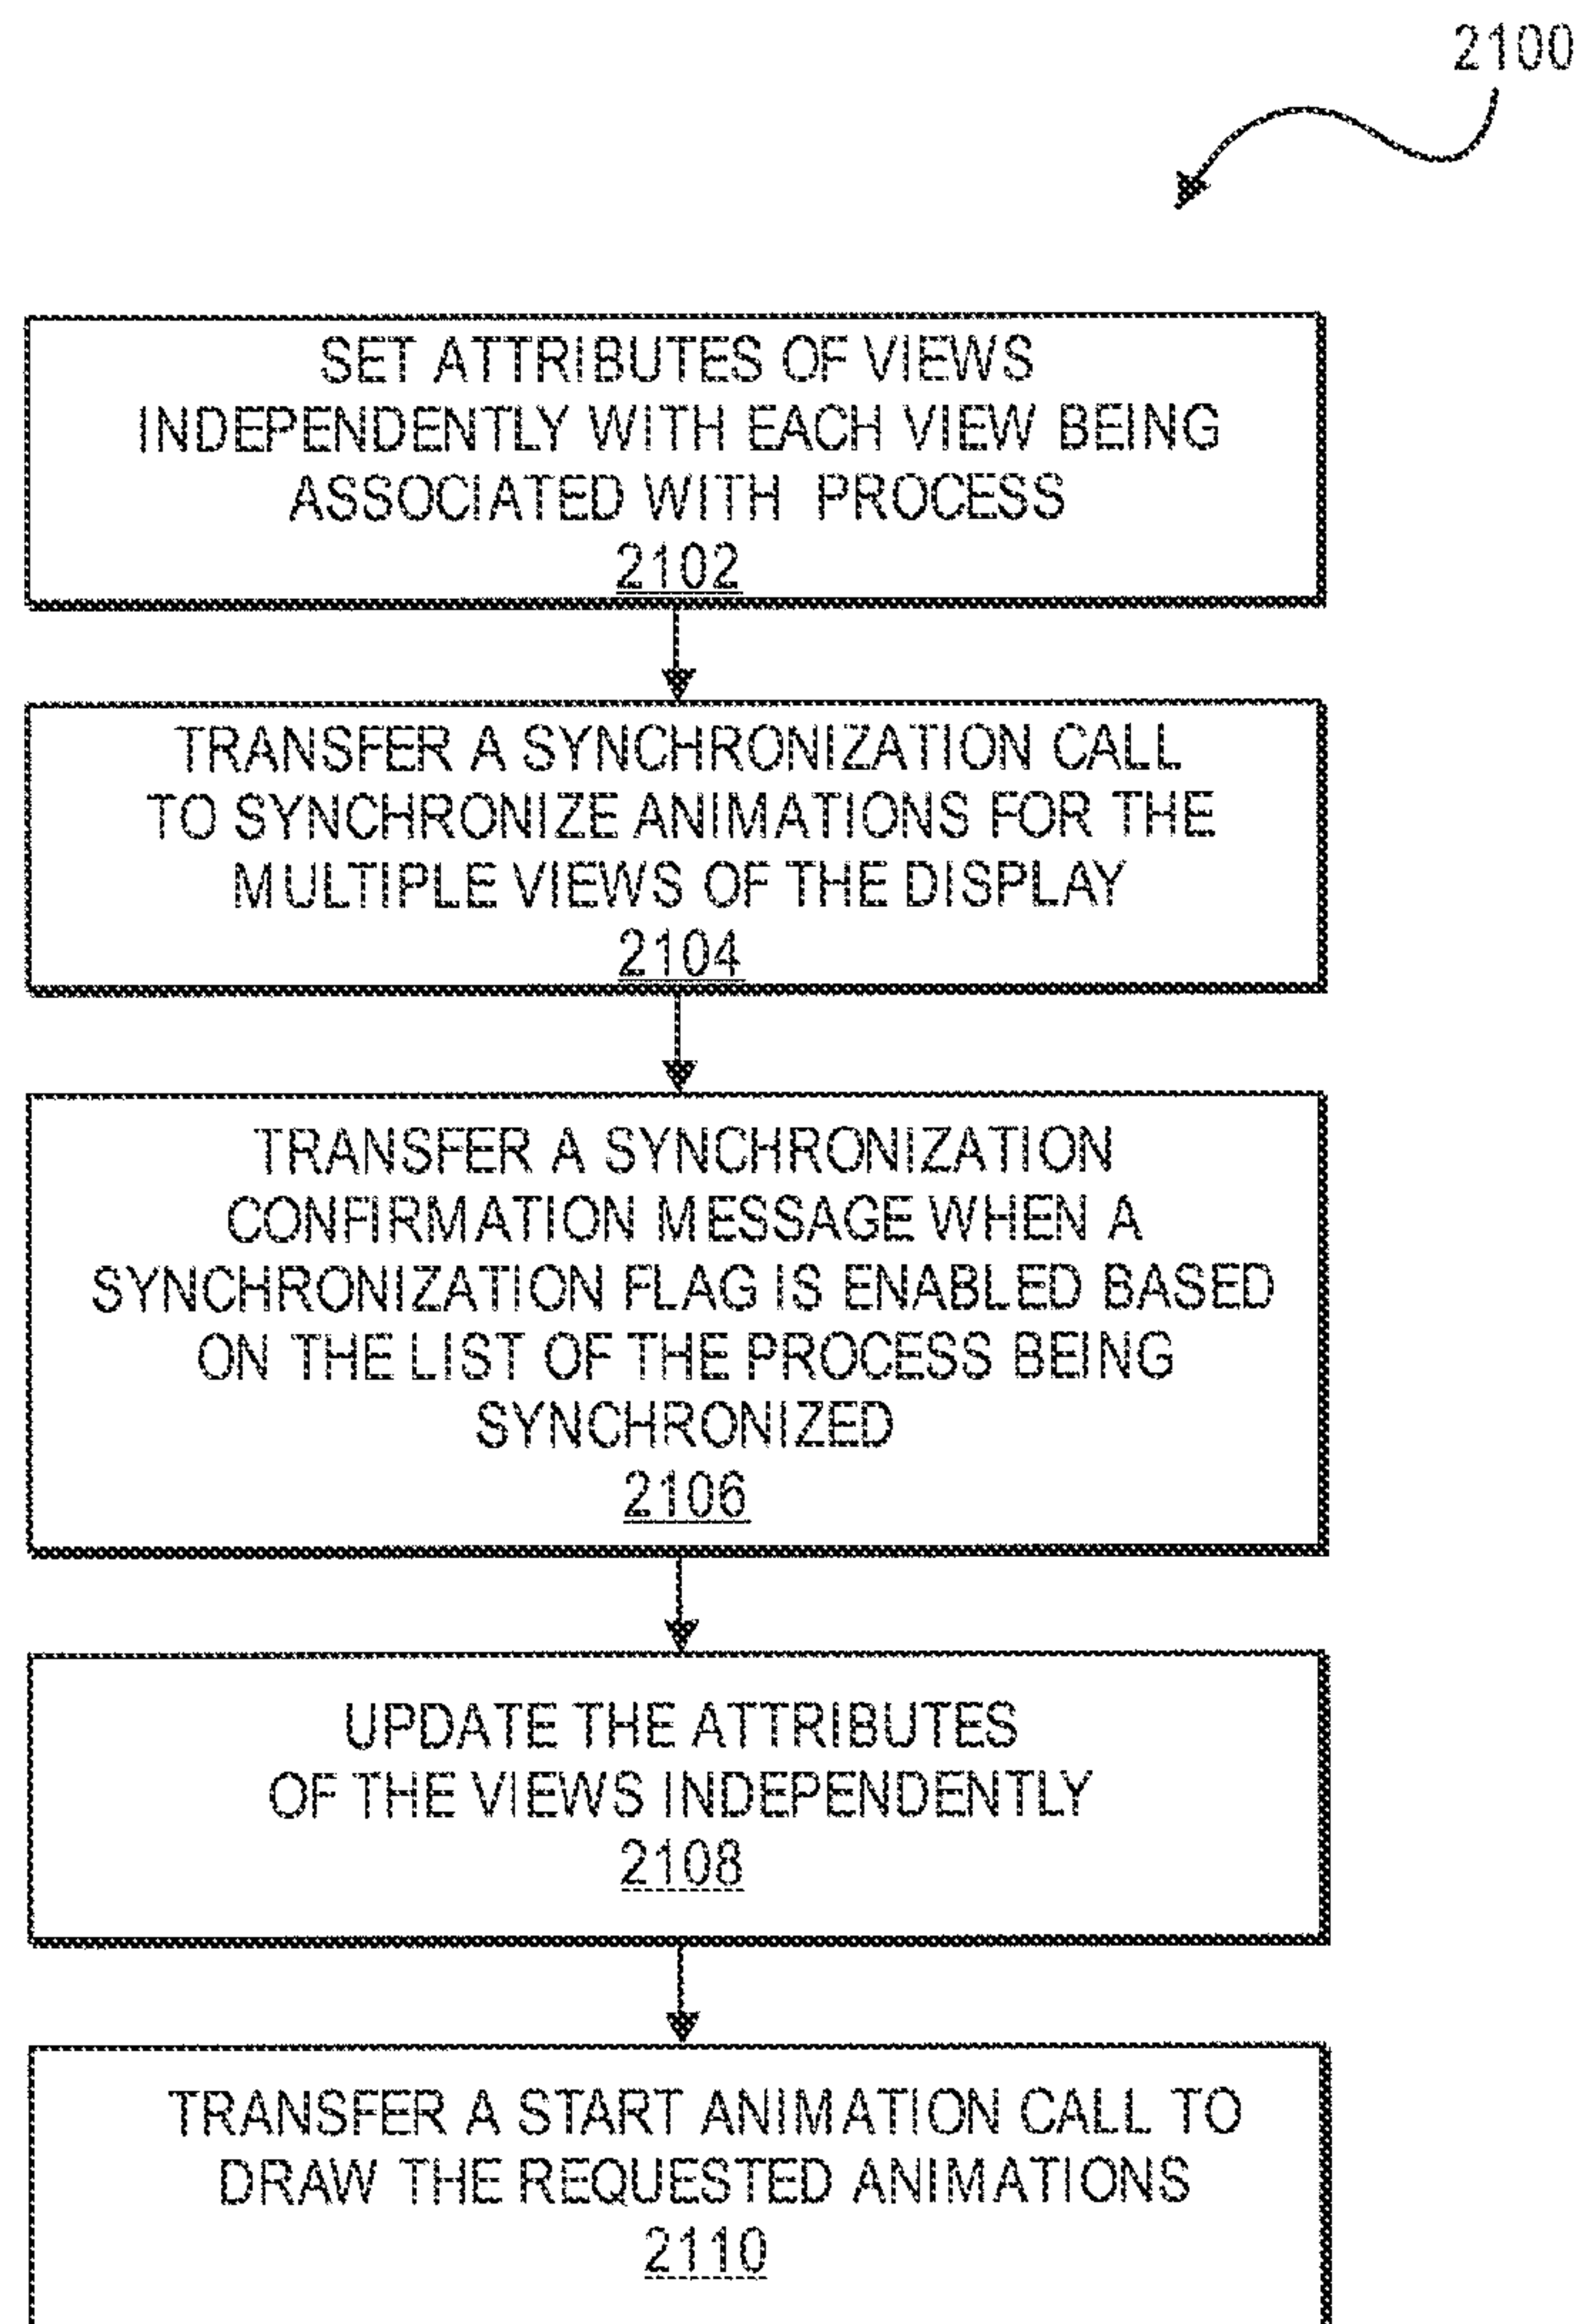 2100
SET ATTRIBUTES OF VIEWS
INDEPENDENTLY WITH EACH VIEW BEING
ASSOCIATED WITH PROCESS
2102
TRANSFER A SYNCHRONIZATION CALL
TO SYNCHRONIZE ANIMATIONS FOR THE
MULTIPLE VIEWS OF THE DISPLAY
2104
TRANSFER A SYNCHRONIZATION
CONFIRMATION MESSAGE WHEN A
SYNCHRONIZATION FLAG IS ENABLED BASED
ON THE LIST OF THE PROCESS BEING
SYNCHRONIZED
2106
UPDATE THE ATTRIBUTES
OF THE VIEWS INDEPENDENTLY
2108
TRANSFER A START ANIMATION CALL TO
DRAW THE REQUESTED ANIMATIONS
2110